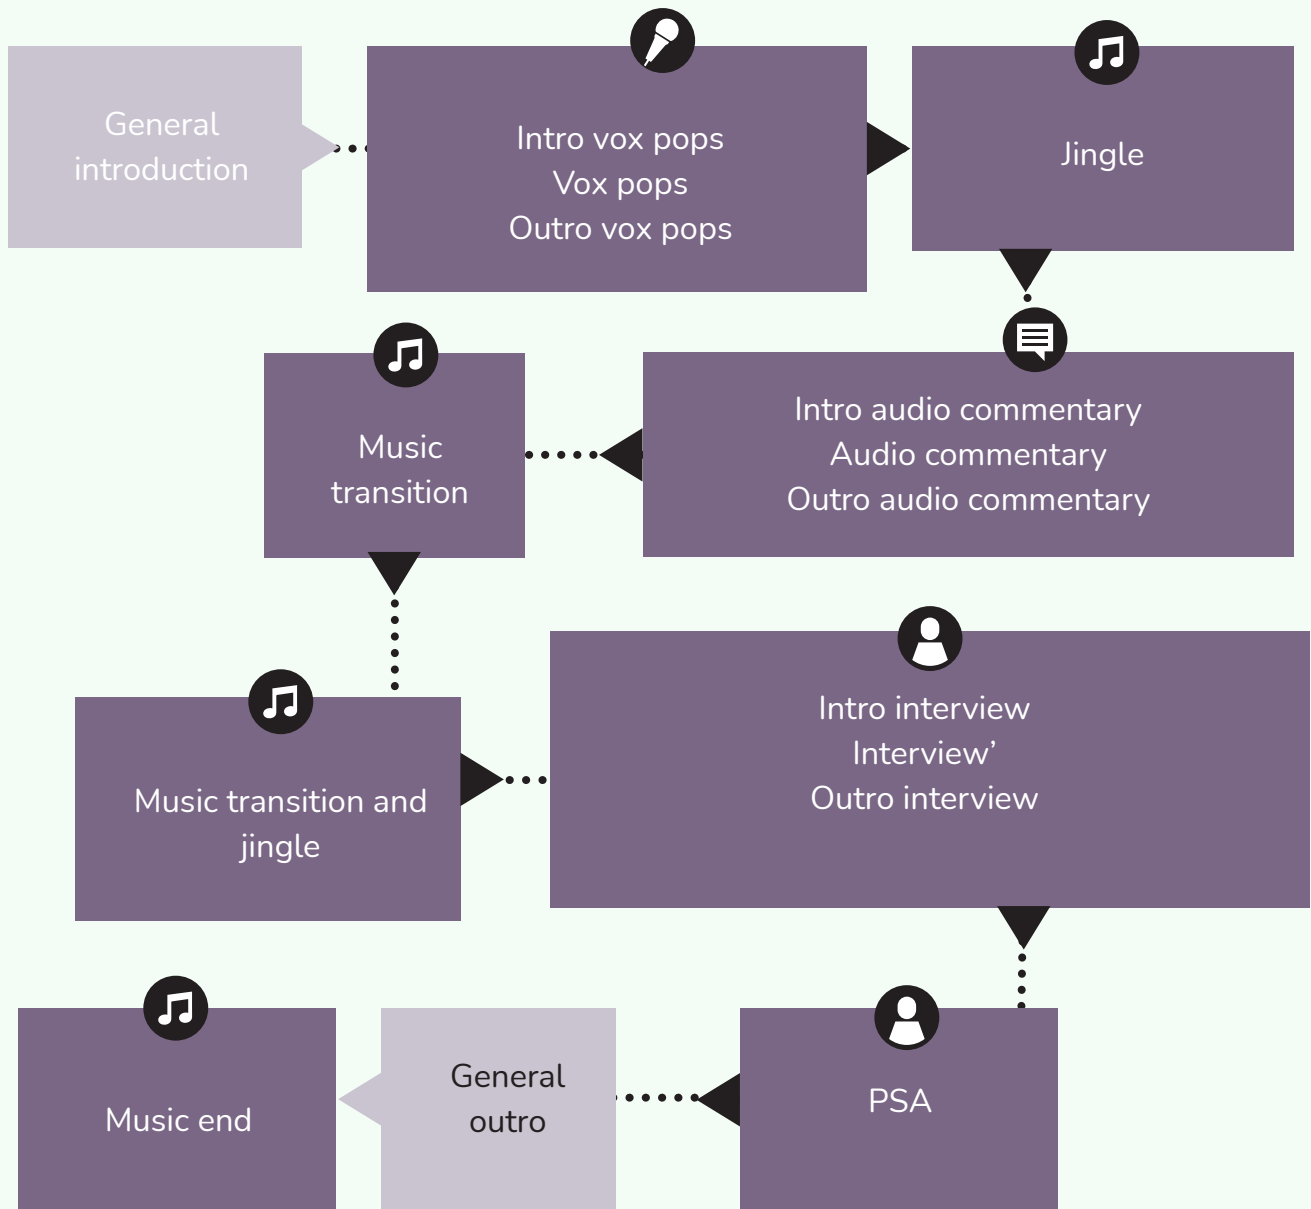 General
introduction
Intro vox pops
Vox pops
Outro vox pops
Jingle
Intro audio commentary
Audio commentary
Outro audio commentary
Music
transition
Music transition and
jingle
Intro interview
Interview’
Outro interview
PSA
General
outro
Music end